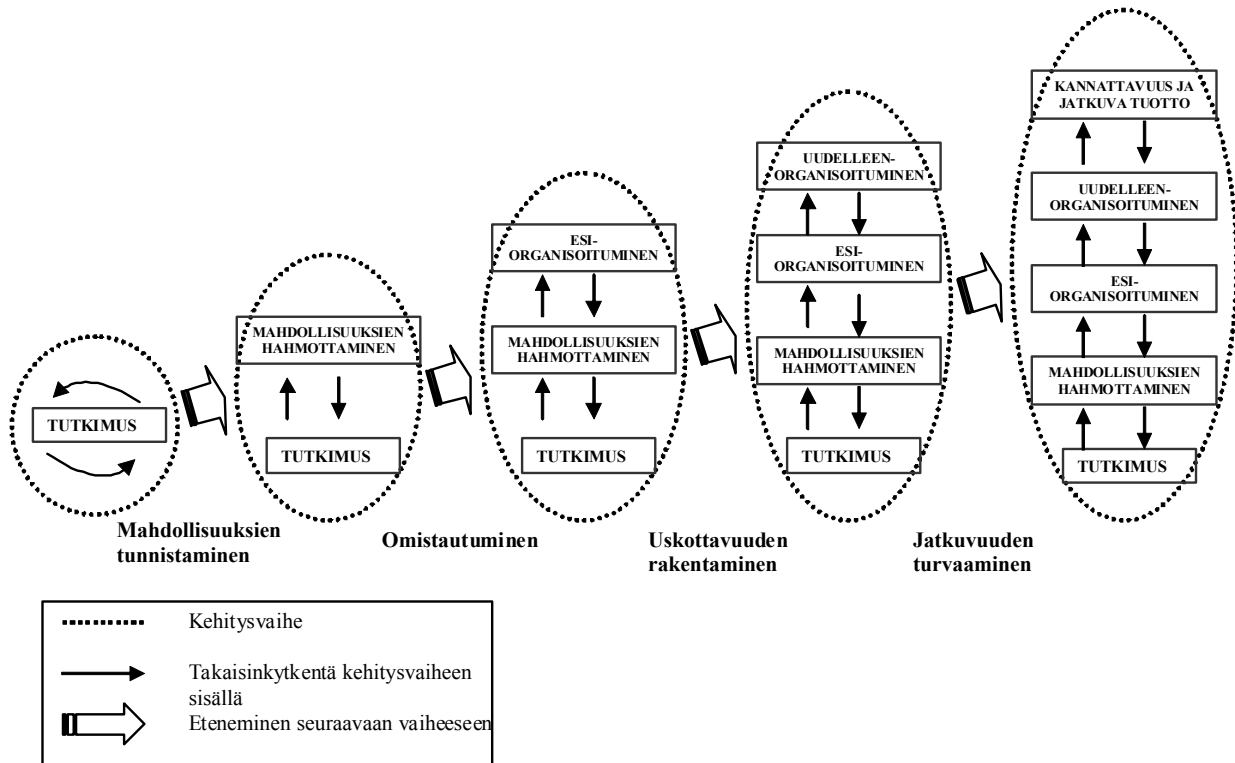 TUTKIMUS
MAHDOLLISUUKSIEN
HAHMOTTAMINEN
TUTKIMUS
ESI-
ORGANISOITUMINEN
MAHDOLLISUUKSIEN
HAHMOTTAMINEN
TUTKIMUS
UUDELLEEN-
ORGANISOITUMINEN
ESI-
ORGANISOITUMINEN
MAHDOLLISUUKSIEN
HAHMOTTAMINEN
TUTKIMUS
KANNATTAVUUS JA
JATKUVA TUOTTO
UUDELLEEN-
ORGANISOITUMINEN
ESI-
ORGANISOITUMINEN
MAHDOLLISUUKSIEN
HAHMOTTAMINEN
TUTKIMUS
Mahdollisuuksien
tunnistaminen
Omistautuminen
Uskottavuuden
rakentaminen
Jatkuvuuden
turvaaminen
Kehitysvaihe
Takaisinkytkentä kehitysvaiheen
sisällä
Eteneminen seuraavaan vaiheeseen